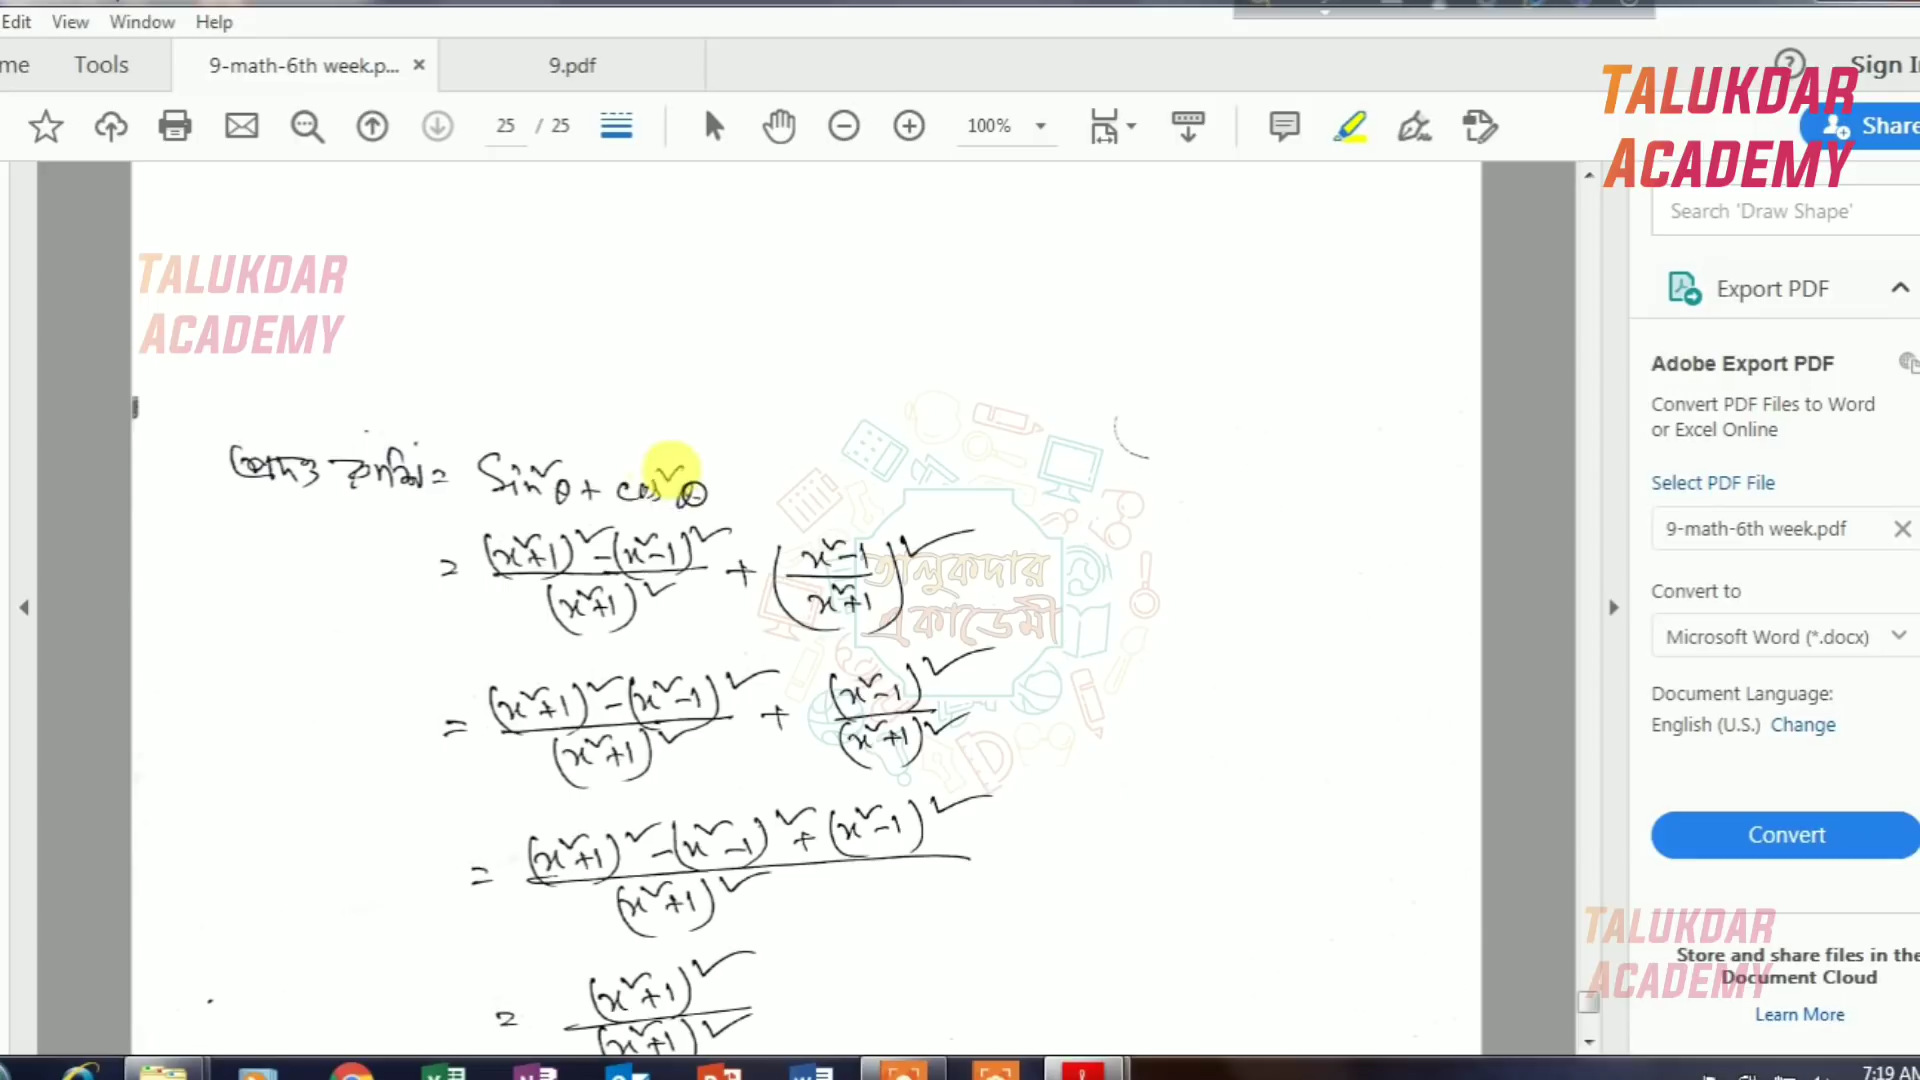 Edit View Window Help
me Tools 9-math-6th week.p... × 9.pdf ? Sign In
TALUKDAR
ACADEMY
25 / 25 100% Share
Search 'Draw Shape'
TALUKDAR
ACADEMY
Export PDF
Adobe Export PDF
Convert PDF Files to Word
or Excel Online
Select PDF File
9-math-6th week.pdf
Convert to
Microsoft Word (*.docx)
Document Language:
English (U.S.) Change
Convert
Store and share files in the
Document Cloud
Learn More
TALUKDAR
ACADEMY
= Sin²θ + cos²θ
= ((x²+1)² - (x²-1)²)/(x²+1)² + ((x²-1)/(x²+1))²
= ((x²+1)² - (x²-1)²)/(x²+1)² + (x²-1)²/(x²+1)²
= ((x²+1)² - (x²-1)² + (x²-1)²)/(x²+1)²
= (x²+1)²/(x²+1)²
তালুকদার
একাডেমী
7:19 AM